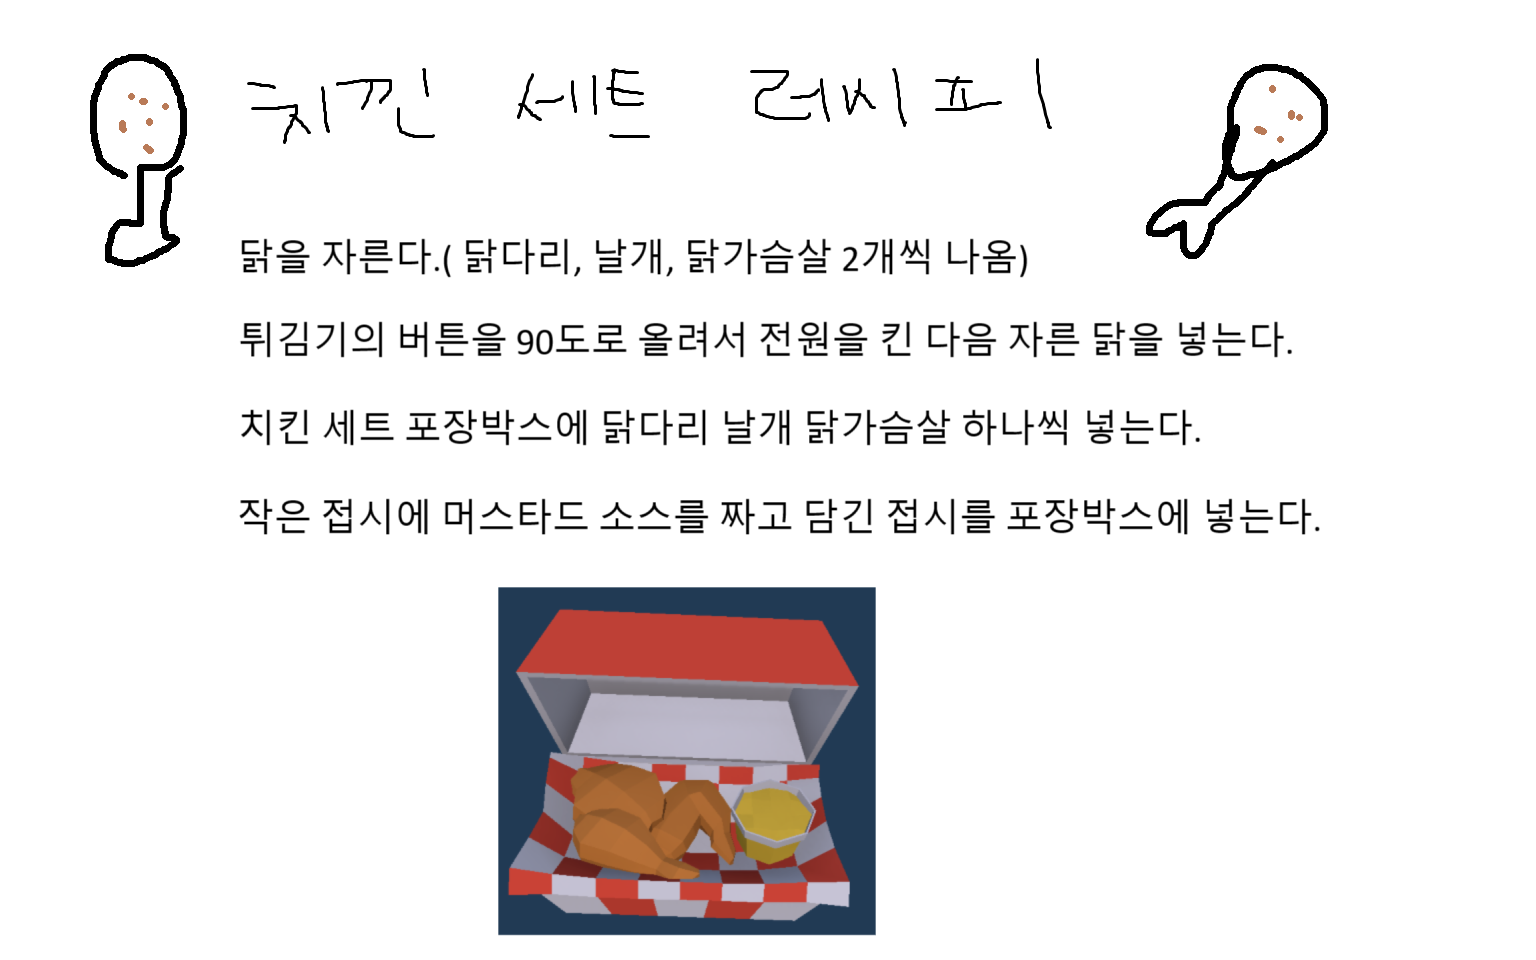 치낀 세트 러시피
닭을 자른다.( 닭다리, 날개, 닭가슴살 2개씩 나옴)
튀김기의 버튼을 90도로 올려서 전원을 킨 다음 자른 닭을 넣는다.
치킨 세트 포장박스에 닭다리 날개 닭가슴살 하나씩 넣는다.
작은 접시에 머스타드 소스를 짜고 담긴 접시를 포장박스에 넣는다.